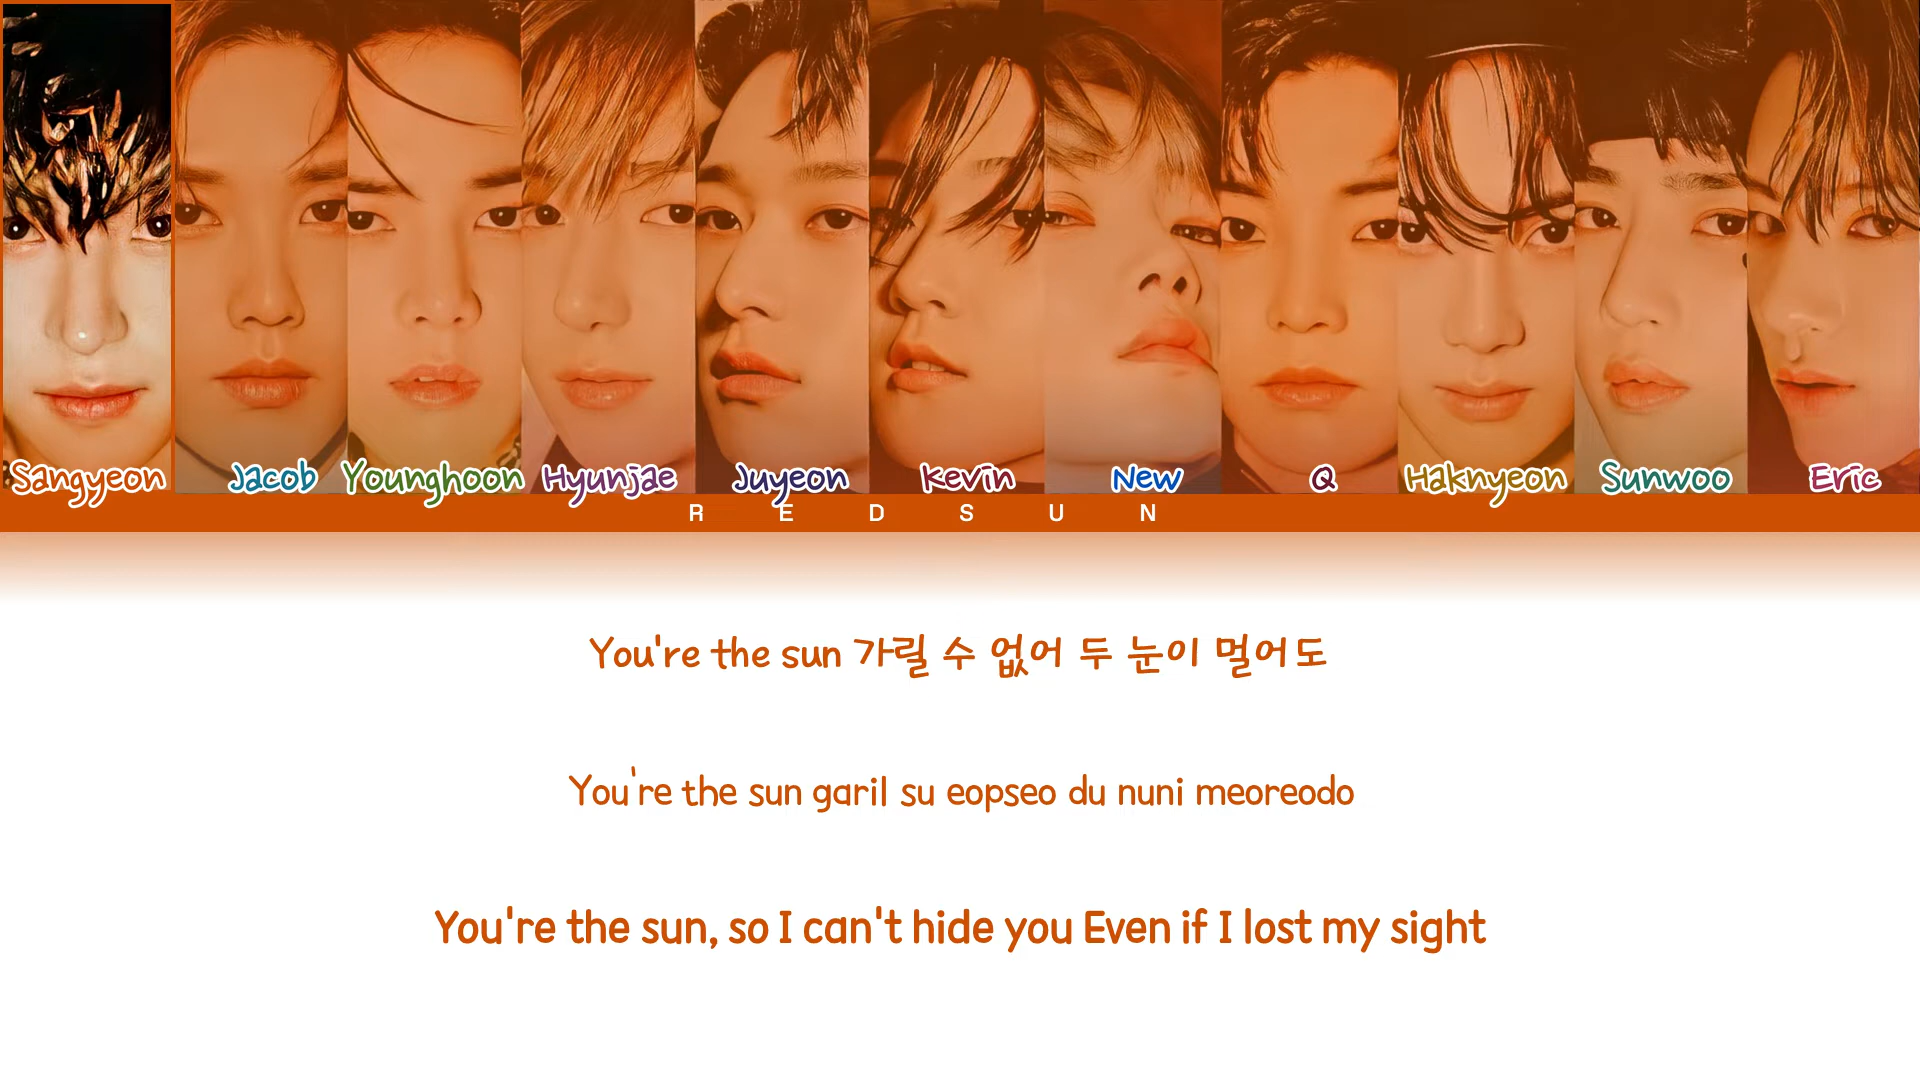 Sangyeon Jacob Younghoon Hyunjae Juyeon Kevin New Q Haknyeon Sunwoo Eric
REDSUN
You're the sun 가릴 수 없어 두 눈이 멀어도
You're the sun garil su eopseo du nuni meoreodo
You're the sun, so I can't hide you Even if I lost my sight